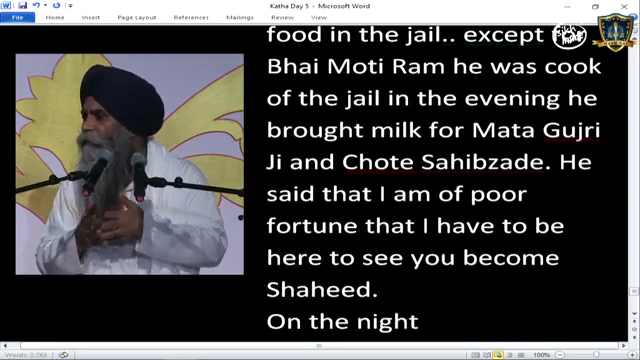 Katha Day 5 - Microsoft Word
File
Home
Insert
Page Layout
References
Mailings
Review
View
food in the jail.. except
Bhai Moti Ram he was cook
of the jail in the evening he
brought milk for Mata Gujri
Ji and Chote Sahibzade. He
said that I am of poor
fortune that I have to be
here to see you become
Shaheed.
On the night
100%